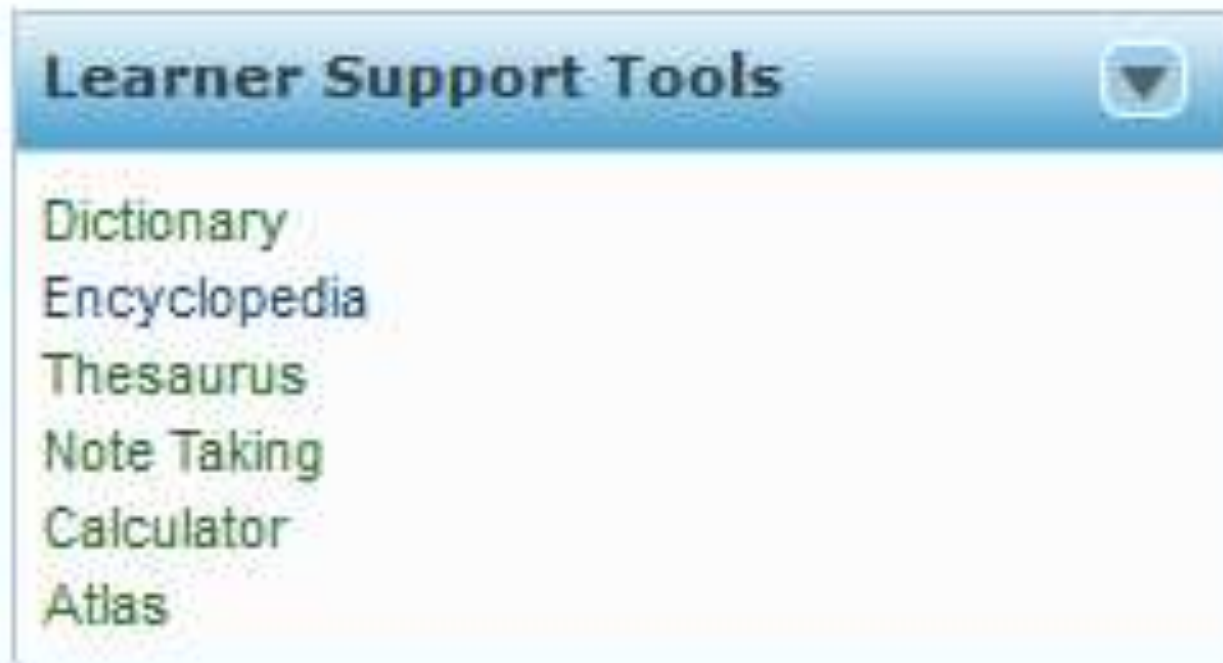 Learner Support Tools
Dictionary
Encyclopedia
Thesaurus
Note Taking
Calculator
Atlas